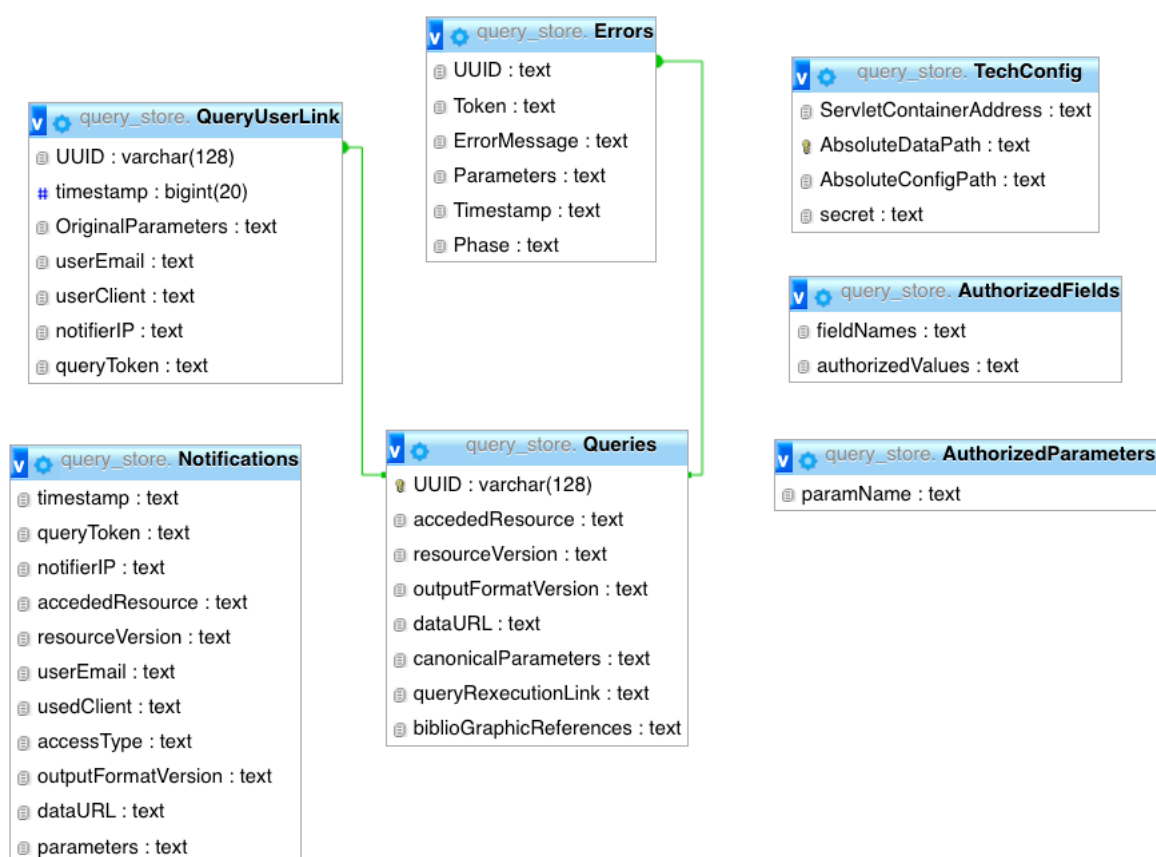 query_store. Errors
UUID : text
Token : text
ErrorMessage : text
Parameters : text
Timestamp : text
Phase : text
v query_store. TechConfig
ServletContainerAddress : text
AbsoluteDataPath : text
AbsoluteConfigPath : text
secret : text
v query_store. QueryUserLink
UUID : varchar(128)
# timestamp : bigint(20)
OriginalParameters : text
userEmail : text
userClient : text
notifierIP : text
queryToken : text
v query_store. AuthorizedFields
fieldNames : text
authorizedValues : text
v query_store. Queries
UUID : varchar(128)
accededResource : text
resourceVersion : text
outputFormatVersion : text
dataURL : text
canonicalParameters : text
queryRexecutionLink : text
biblioGraphicReferences : text
v query_store. AuthorizedParameters
paramName : text
v query_store. Notifications
timestamp : text
queryToken : text
notifierIP : text
accededResource : text
resourceVersion : text
userEmail : text
usedClient : text
accessType : text
outputFormatVersion : text
dataURL : text
parameters : text